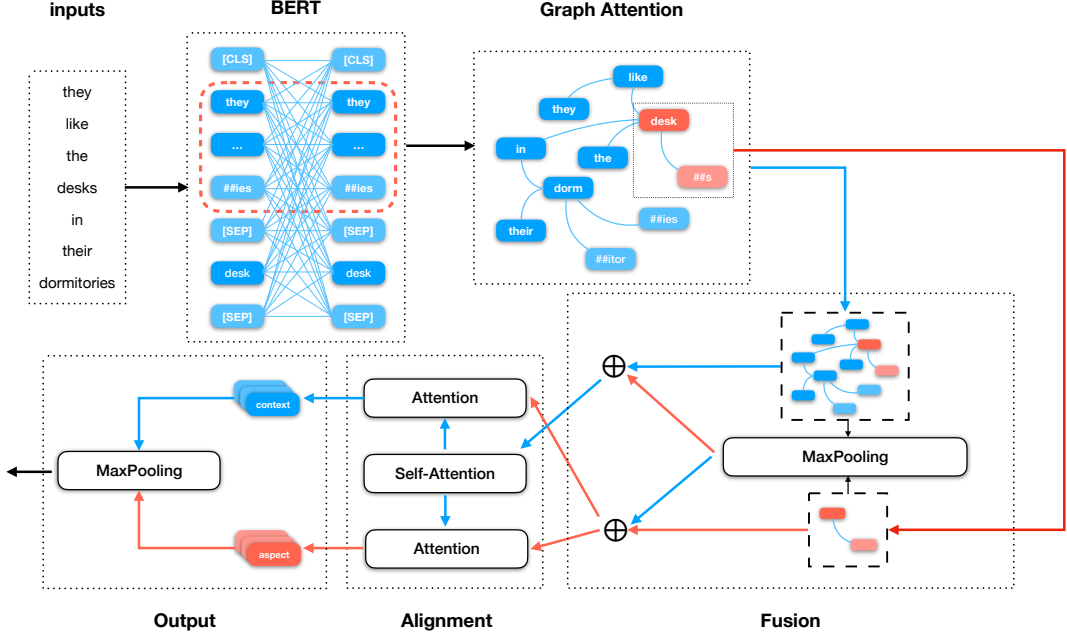 inputs
BERT
Graph Attention
they
like
the
desks
in
their
dormitories
[CLS] [CLS]
they they
... ...
##ies ##ies
[SEP] [SEP]
desk desk
[SEP] [SEP]
like
they
desk
in
the
##s
dorm
##ies
their
##itor
context
Attention
MaxPooling
Self-Attention
MaxPooling
Attention
aspect
Output
Alignment
Fusion